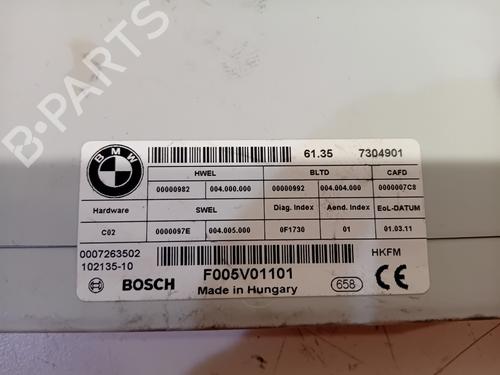 B-PARTS
BMW
61.35 7304901
HWEL BLTD CAFD
00000982 004.000.000 00000992 004.004.000 0000007C8
Hardware SWEL Diag. Index Aend. Index EoL-DATUM
C02 0000097E 004.005.000 0F1730 01 01.03.11
0007263502 HKFM
102135-10
BOSCH F005V01101 658 CE
Made in Hungary